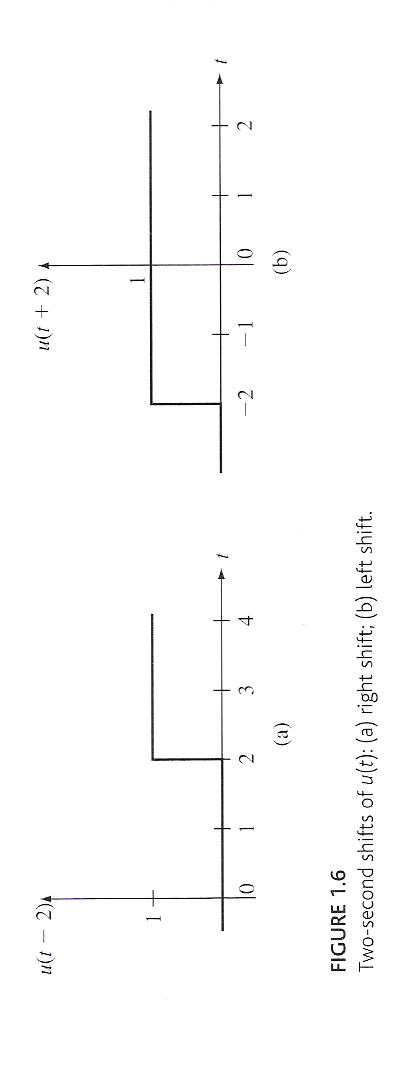 u(t − 2)
1
0 1 2 3 4 t
(a)
u(t + 2)
1
−2 −1 0 1 2 t
(b)
FIGURE 1.6
Two-second shifts of u(t): (a) right shift; (b) left shift.